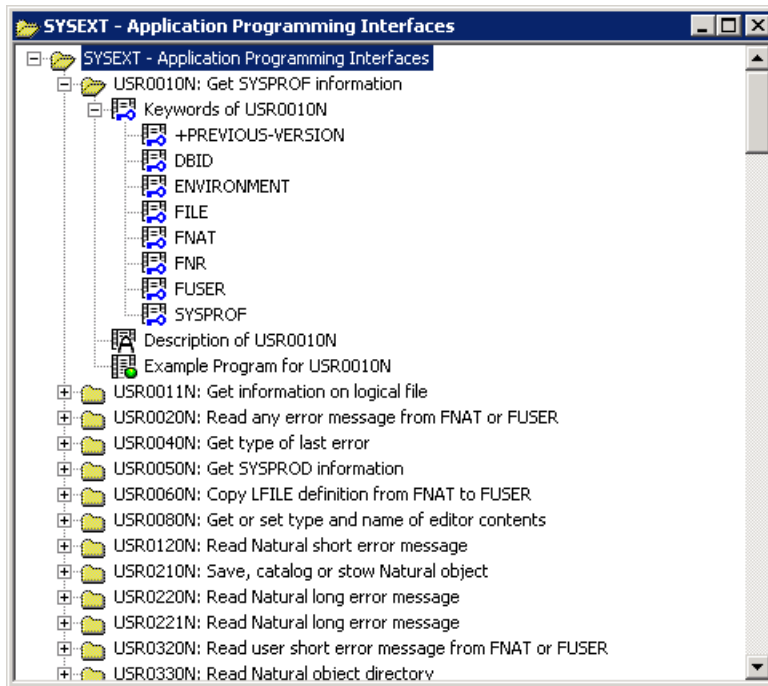 SYSEXT - Application Programming Interfaces
SYSEXT - Application Programming Interfaces
USR0010N: Get SYSPROF information
Keywords of USR0010N
+PREVIOUS-VERSION
DBID
ENVIRONMENT
FILE
FNAT
FNR
FUSER
SYSPROF
Description of USR0010N
Example Program for USR0010N
USR0011N: Get information on logical file
USR0020N: Read any error message from FNAT or FUSER
USR0040N: Get type of last error
USR0050N: Get SYSPROD information
USR0060N: Copy LFILE definition from FNAT to FUSER
USR0080N: Get or set type and name of editor contents
USR0120N: Read Natural short error message
USR0210N: Save, catalog or stow Natural object
USR0220N: Read Natural long error message
USR0221N: Read Natural long error message
USR0320N: Read user short error message from FNAT or FUSER
USR0330N: Read Natural object directory